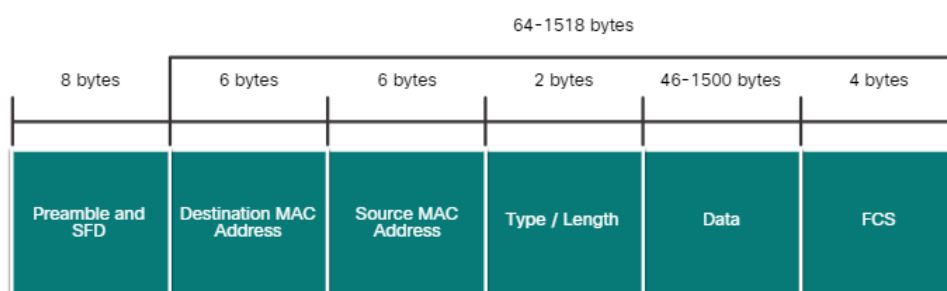 64-1518 bytes
8 bytes
6 bytes
6 bytes
2 bytes
46-1500 bytes
4 bytes
Preamble and
SFD
Destination MAC
Address
Source MAC
Address
Type / Length
Data
FCS